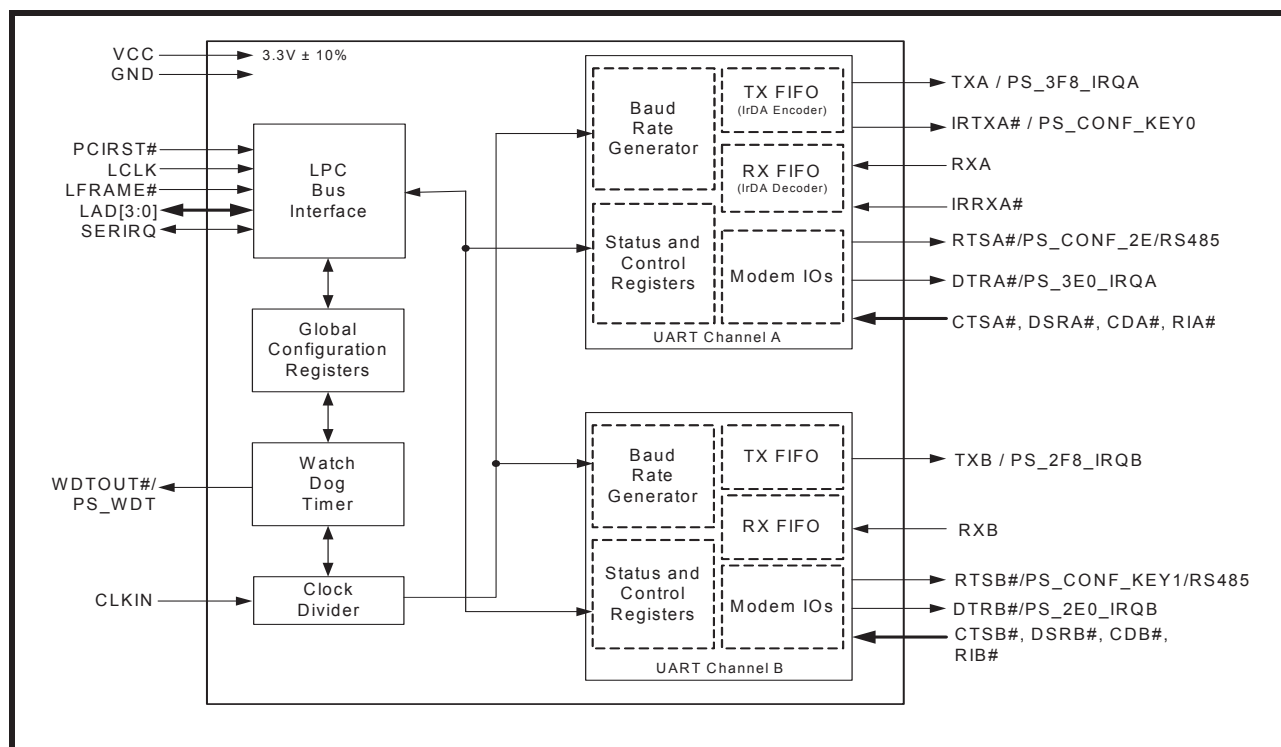 VCC
3.3V ± 10%
GND
PCIRST#
LCLK
LFRAME#
LAD[3:0]
SERIRQ
LPC
Bus
Interface
Global
Configuration
Registers
WDTOUT#/
PS_WDT
Watch
Dog
Timer
CLKIN
Clock
Divider
Baud
Rate
Generator
TX FIFO
(IrDA Encoder)
RX FIFO
(IrDA Decoder)
Status and
Control
Registers
Modem IOs
UART Channel A
TXA / PS_3F8_IRQA
IRTXA# / PS_CONF_KEY0
RXA
IRRXA#
RTSA#/PS_CONF_2E/RS485
DTRA#/PS_3E0_IRQA
CTSA#, DSRA#, CDA#, RIA#
Baud
Rate
Generator
TX FIFO
RX FIFO
Status and
Control
Registers
Modem IOs
UART Channel B
TXB / PS_2F8_IRQB
RXB
RTSB#/PS_CONF_KEY1/RS485
DTRB#/PS_2E0_IRQB
CTSB#, DSRB#, CDB#,
RIB#